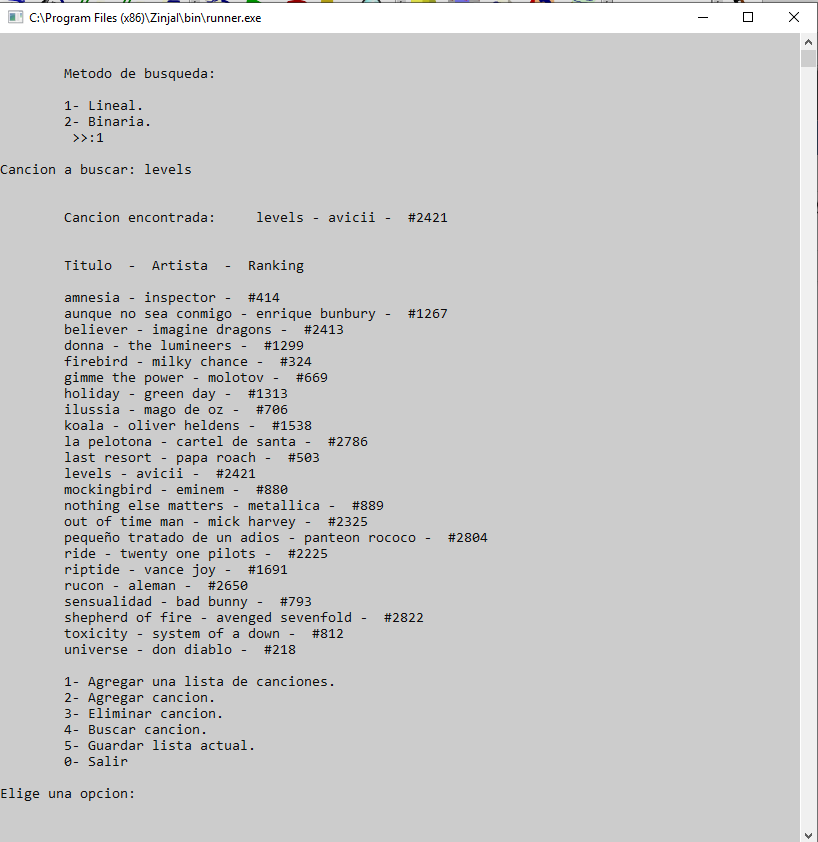 C:\Program Files (x86)\Zinjal\bin\runner.exe
Metodo de busqueda:
1- Lineal.
2- Binaria.
>>:1
Cancion a buscar: levels
Cancion encontrada:     levels - avicii -  #2421
Titulo  -  Artista  -  Ranking
amnesia - inspector -  #414
aunque no sea conmigo - enrique bunbury -  #1267
believer - imagine dragons -  #2413
donna - the lumineers -  #1299
firebird - milky chance -  #324
gimme the power - molotov -  #669
holiday - green day -  #1313
ilussia - mago de oz -  #706
koala - oliver heldens -  #1538
la pelotona - cartel de santa -  #2786
last resort - papa roach -  #503
levels - avicii -  #2421
mockingbird - eminem -  #880
nothing else matters - metallica -  #889
out of time man - mick harvey -  #2325
pequeño tratado de un adios - panteon rococo -  #2804
ride - twenty one pilots -  #2225
riptide - vance joy -  #1691
rucon - aleman -  #2650
sensualidad - bad bunny -  #793
shepherd of fire - avenged sevenfold -  #2822
toxicity - system of a down -  #812
universe - don diablo -  #218
1- Agregar una lista de canciones.
2- Agregar cancion.
3- Eliminar cancion.
4- Buscar cancion.
5- Guardar lista actual.
0- Salir
Elige una opcion: